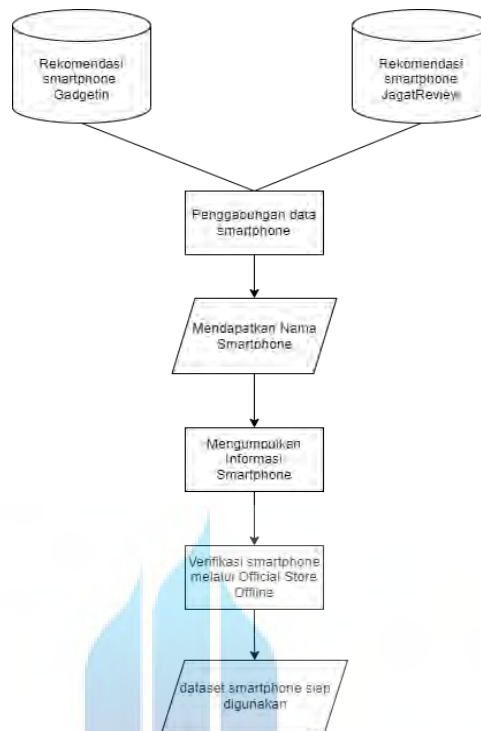 Rekomendasi
smartphone
Gadgetin
Rekomendasi
smartphone
JagatReview
Penggabungan data
smartphone
Mendapatkan Nama
Smartphone
Mengumpulkan
Informasi
Smartphone
Verifikasi smartphone
melalui Official Store
Offline
dataset smartphone siap
digunakan